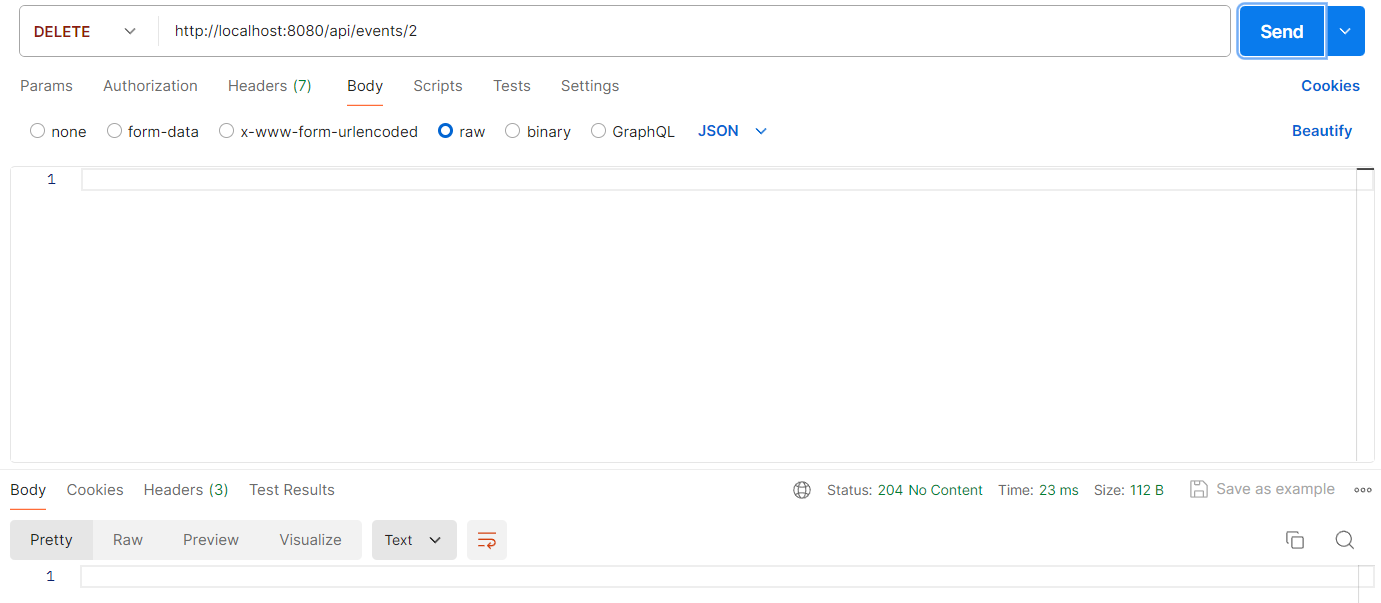 DELETE http://localhost:8080/api/events/2 Send
Params Authorization Headers (7) Body Scripts Tests Settings Cookies
none form-data x-www-form-urlencoded raw binary GraphQL JSON Beautify
1
Body Cookies Headers (3) Test Results Status: 204 No Content Time: 23 ms Size: 112 B Save as example
Pretty Raw Preview Visualize Text
1